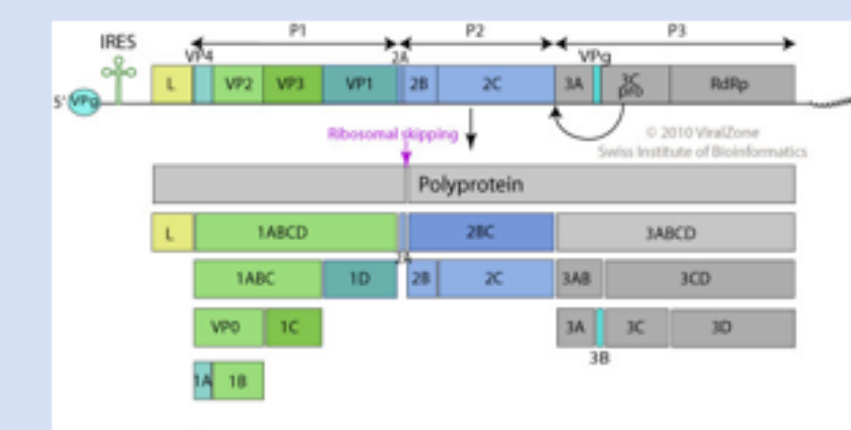 P1 P2 P3
IRES
VP4 2A VPg
L VP2 VP3 VP1 2B 2C 3A 3C pro RdRp
5' VPg
Ribosomal skipping
© 2010 ViralZone
Swiss Institute of Bioinformatics
Polyprotein
L 1ABCD 2BC 3ABCD
2A
1ABC 1D 2B 2C 3AB 3CD
VP0 1C 3A 3C 3D
3B
1A 1B